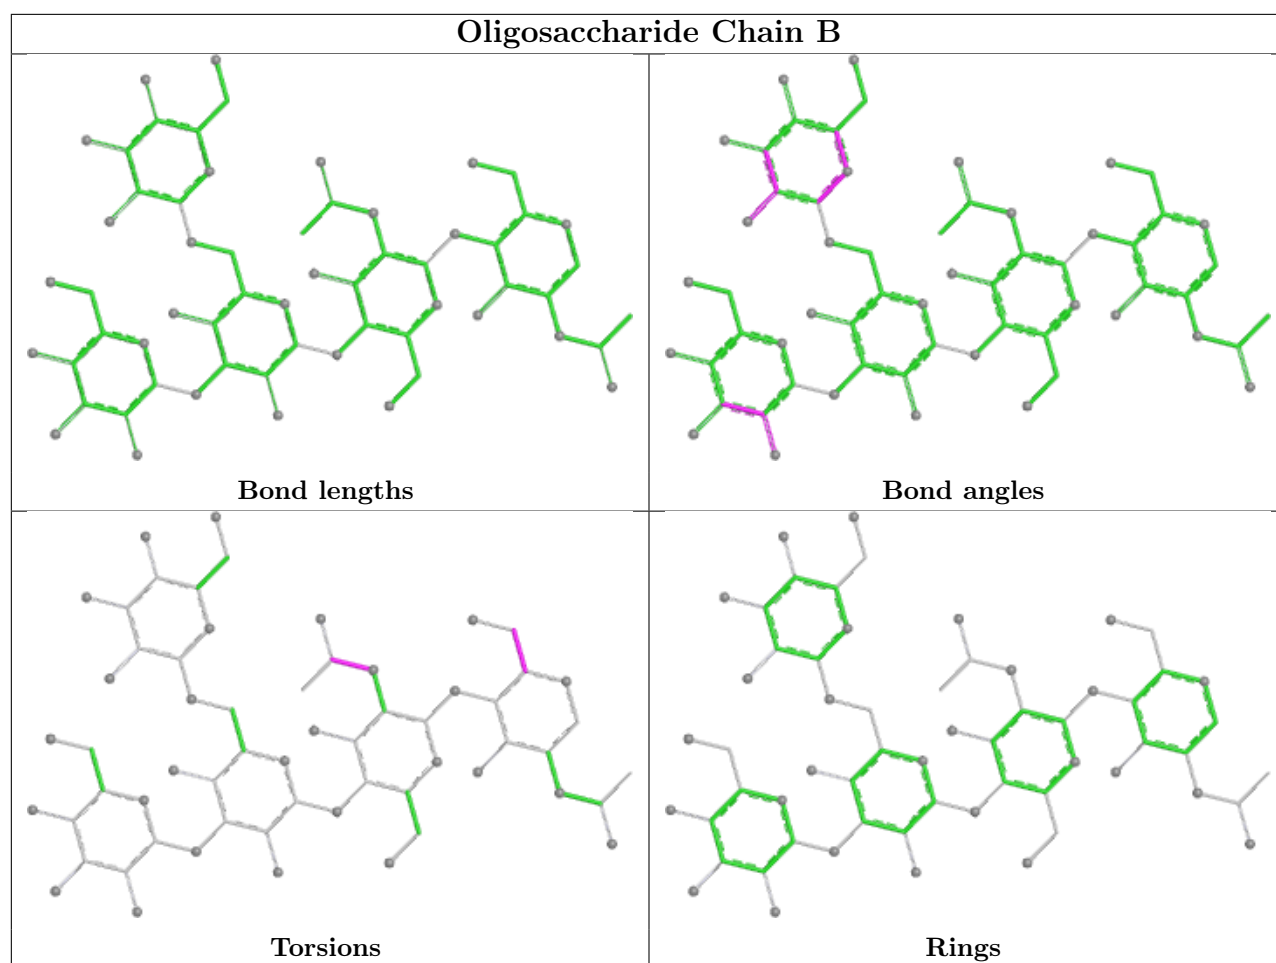 Oligosaccharide Chain B
Bond lengths
Bond angles
Torsions
Rings